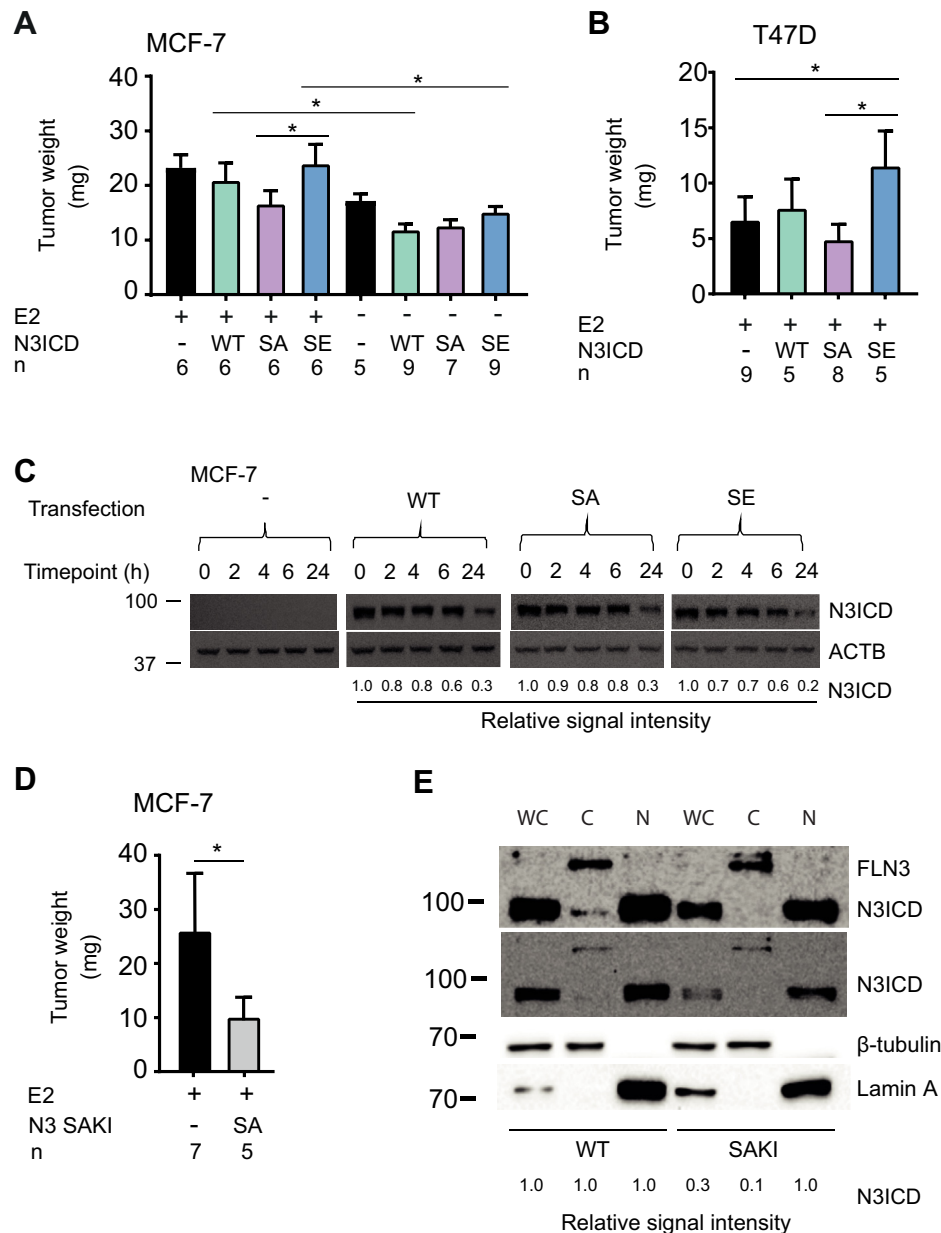 A
MCF-7
Tumor weight
(mg)
40
30
20
10
0
*
*
*
E2 + + + + - - - -
N3ICD - WT SA SE - WT SA SE
n 6 6 6 6 5 9 7 9
B
T47D
Tumor weight
(mg)
20
15
10
5
0
*
*
E2 + + + +
N3ICD - WT SA SE
n 9 5 8 5
C
MCF-7
Transfection - WT SA SE
Timepoint (h) 0 2 4 6 24 0 2 4 6 24 0 2 4 6 24 0 2 4 6 24
100 N3ICD
37 ACTB
1.0 0.8 0.8 0.6 0.3 1.0 0.9 0.8 0.8 0.3 1.0 0.7 0.7 0.6 0.2 N3ICD
Relative signal intensity
D
MCF-7
Tumor weight
(mg)
40
30
20
10
0
*
E2 + +
N3 SAKI - SA
n 7 5
E
WC C N WC C N
FLN3
100 N3ICD
100 N3ICD
70 β-tubulin
70 Lamin A
WT SAKI
1.0 1.0 1.0 0.3 0.1 1.0 N3ICD
Relative signal intensity